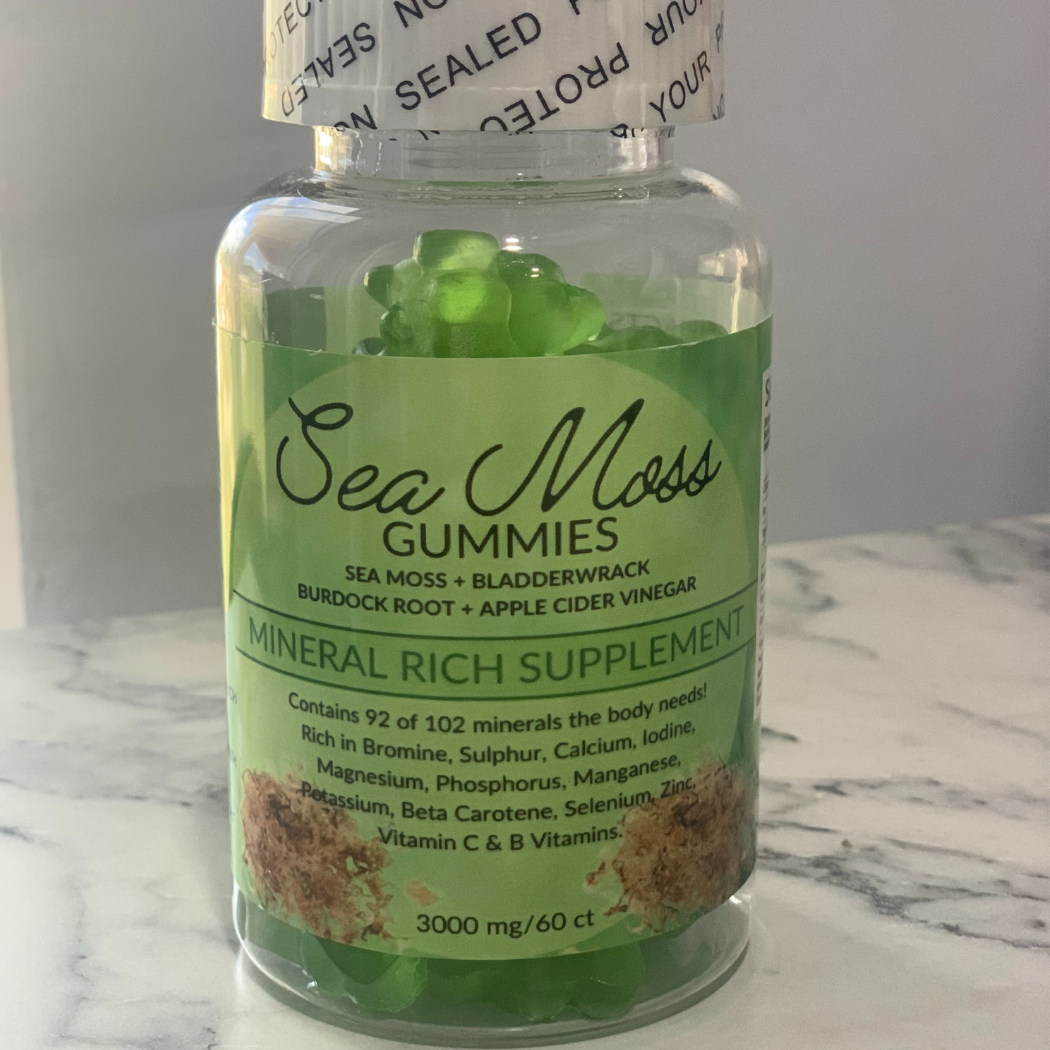 SEALED
SEALED
YOUR
Sea Moss
GUMMIES
SEA MOSS + BLADDERWRACK
BURDOCK ROOT + APPLE CIDER VINEGAR
MINERAL RICH SUPPLEMENT
Contains 92 of 102 minerals the body needs!
Rich in Bromine, Sulphur, Calcium, Iodine,
Magnesium, Phosphorus, Manganese,
Potassium, Beta Carotene, Selenium, Zinc,
Vitamin C & B Vitamins.
3000 mg/60 ct